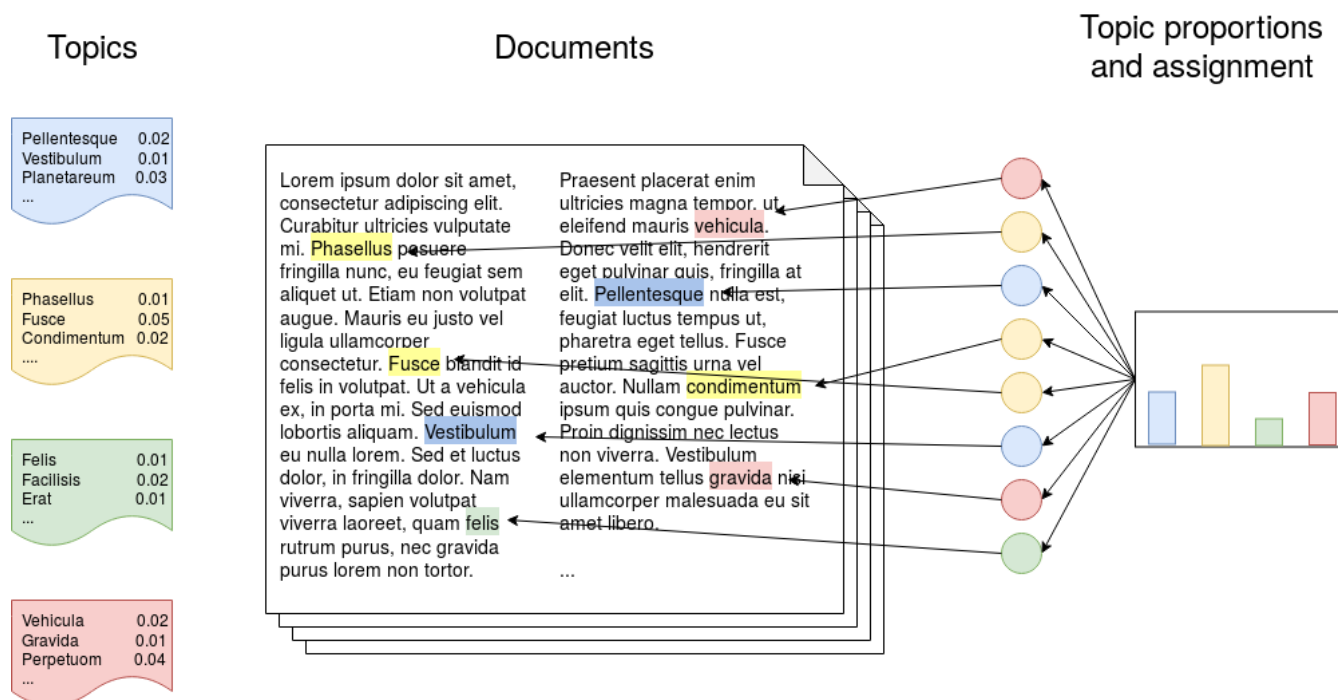 Topics
Documents
Topic proportions
and assignment
Pellentesque 0.02
Vestibulum 0.01
Planetareum 0.03
...
Phasellus 0.01
Fusce 0.05
Condimentum 0.02
....
Felis 0.01
Facilisis 0.02
Erat 0.01
...
Vehicula 0.02
Gravida 0.01
Perpetuom 0.04
...
Lorem ipsum dolor sit amet,
consectetur adipiscing elit.
Curabitur ultricies vulputate
mi. Phasellus posuere
fringilla nunc, eu feugiat sem
aliquet ut. Etiam non volutpat
augue. Mauris eu justo vel
ligula ullamcorper
consectetur. Fusce blandit id
felis in volutpat. Ut a vehicula
ex, in porta mi. Sed euismod
lobortis aliquam. Vestibulum
eu nulla lorem. Sed et luctus
dolor, in fringilla dolor. Nam
viverra, sapien volutpat
viverra laoreet, quam felis
rutrum purus, nec gravida
purus lorem non tortor.
Praesent placerat enim
ultricies magna tempor. ut
eleifend mauris vehicula.
Donec velit elit, hendrerit
eget pulvinar quis, fringilla at
elit. Pellentesque nulla est,
feugiat luctus tempus ut,
pharetra eget tellus. Fusce
pretium sagittis urna vel
auctor. Nullam condimentum
ipsum quis congue pulvinar.
Proin dignissim nec lectus
non viverra. Vestibulum
elementum tellus gravida nisi
ullamcorper malesuada eu sit
amet libero.
...